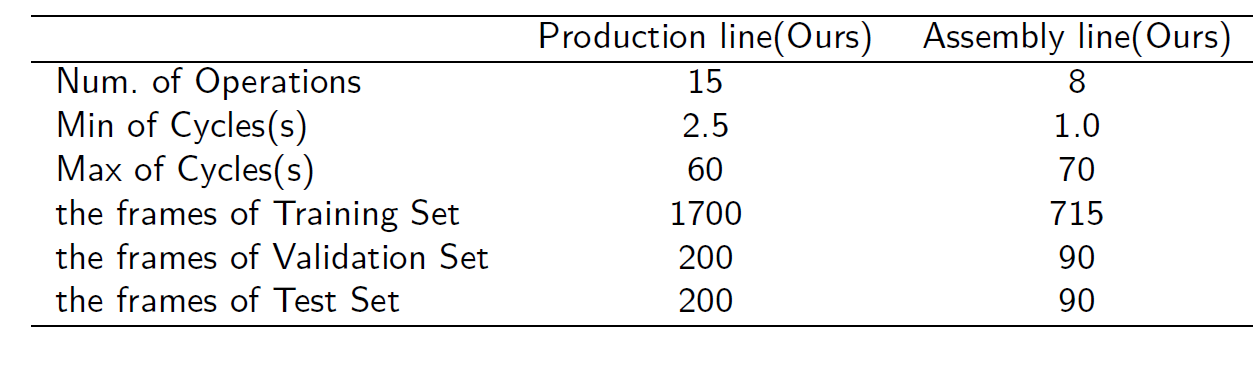 Production line(Ours) Assembly line(Ours)
Num. of Operations 15 8
Min of Cycles(s) 2.5 1.0
Max of Cycles(s) 60 70
the frames of Training Set 1700 715
the frames of Validation Set 200 90
the frames of Test Set 200 90